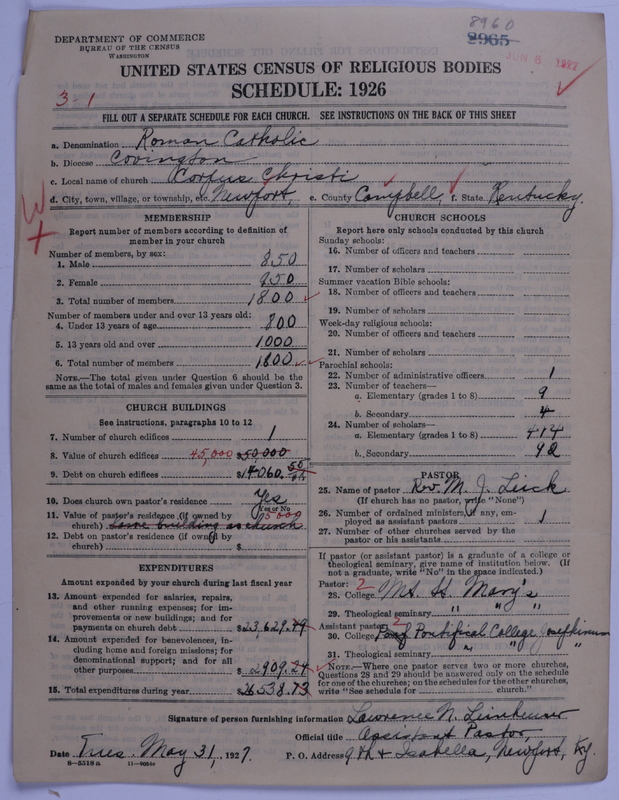 8960
2965
JUN 6 1927
DEPARTMENT OF COMMERCE
BUREAU OF THE CENSUS
WASHINGTON
UNITED STATES CENSUS OF RELIGIOUS BODIES
SCHEDULE: 1926
3-1
FILL OUT A SEPARATE SCHEDULE FOR EACH CHURCH. SEE INSTRUCTIONS ON THE BACK OF THIS SHEET
a. Denomination Roman Catholic
b. Diocese Covington
c. Local name of church Corpus Christi
d. City, town, village, or township, etc. Newport, e. County Campbell, f. State Kentucky.
MEMBERSHIP
Report number of members according to definition of
member in your church
Number of members, by sex:
1. Male 850
2. Female 950
3. Total number of members 1800
Number of members under and over 13 years old:
4. Under 13 years of age 800
5. 13 years old and over 1000
6. Total number of members 1800
NOTE.—The total given under Question 6 should be
same as the total of males and females given under Question 3.
CHURCH BUILDINGS
See instructions, paragraphs 10 to 12
7. Number of church edifices 1
8. Value of church edifices 45,000 $50,000
9. Debt on church edifices
10. Does church own pastor's residence Yes
Yes or No
11. Value of pastor's residence (if owned by
church) Same building as church 5000
12. Debt on pastor's residence (if owned by
church) $
EXPENDITURES
Amount expended by your church during last fiscal year
13. Amount expended for salaries, repairs,
and other running expenses; for im-
provements or new buildings; and for
payments on church debt $23,629.49
14. Amount expended for benevolences, in-
cluding home and foreign missions; for
denominational support; and for all
other purposes $2909.24
15. Total expenditures during year $26538.73
CHURCH SCHOOLS
Report here only schools conducted by this church
Sunday schools:
16. Number of officers and teachers
17. Number of scholars
Summer vacation Bible schools:
18. Number of officers and teachers
19. Number of scholars
Week-day religious schools:
20. Number of officers and teachers
21. Number of scholars
Parochial schools:
22. Number of administrative officers 1
23. Number of teachers—
a. Elementary (grades 1 to 8) 9
b. Secondary 4
24. Number of scholars—
a. Elementary (grades 1 to 8) 414
b. Secondary 92
PASTOR
25. Name of pastor Rev. M. J. Leick
(If church has no pastor, write "None")
26. Number of ordained ministers, if any, em-
ployed as assistant pastors 1
27. Number of other churches served by the
pastor or his assistants
If pastor (or assistant pastor) is a graduate of a college or
theological seminary, give name of institution below. (If
not a graduate, write "No" in the space indicated.)
Pastor: 2
28. College Mt. St. Mary's
29. Theological seminary " " "
Assistant pastor: 2
30. College Pontifical College Josephinum
31. Theological seminary " " "
NOTE.—Where one pastor serves two or more churches,
Questions 28 and 29 should be answered only on the schedule
for one of the churches; on the schedules for the other churches,
write "See schedule for church."
Signature of person furnishing information Lawrence N. Leinheuser
Official title Assistant Pastor,
Date Tues. May 31, 1927. P. O. Address 9th & Isabella, Newport, Ky.
8—5518 a